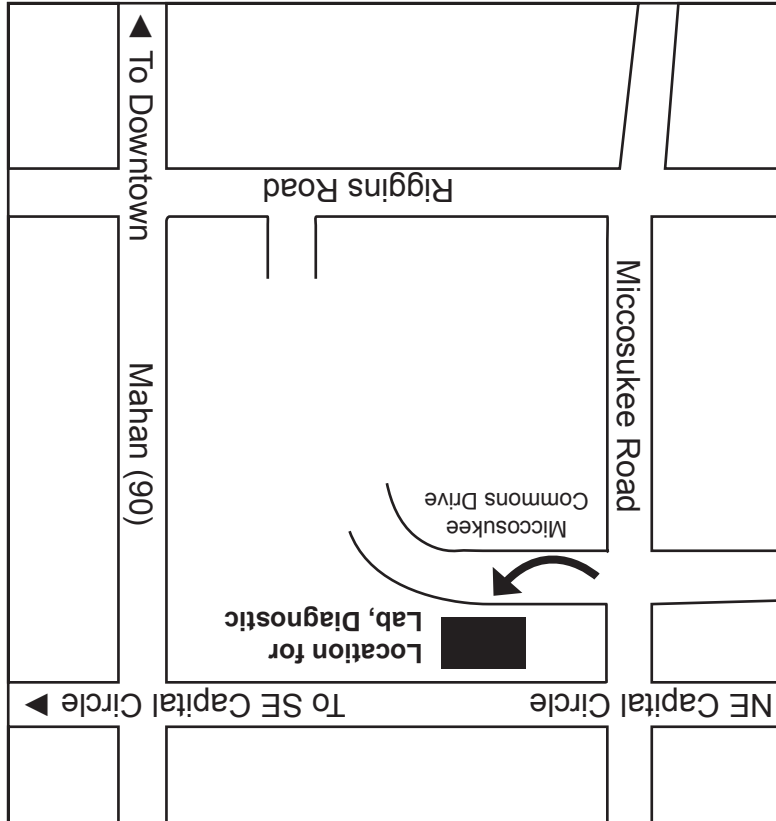 NE Capital Circle
To SE Capital Circle ▶
Location for
Lab, Diagnostic
Miccosukee
Commons Drive
Miccosukee Road
Mahan (90)
Riggins Road
◀ To Downtown